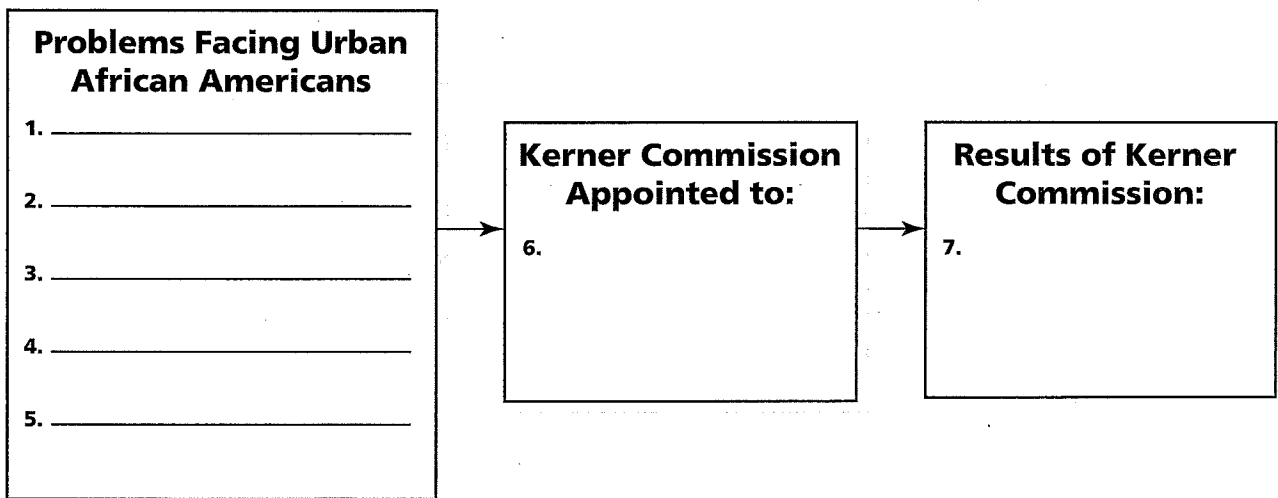 Problems Facing Urban
African Americans
1.
2.
3.
4.
5.
Kerner Commission
Appointed to:
6.
Results of Kerner
Commission:
7.